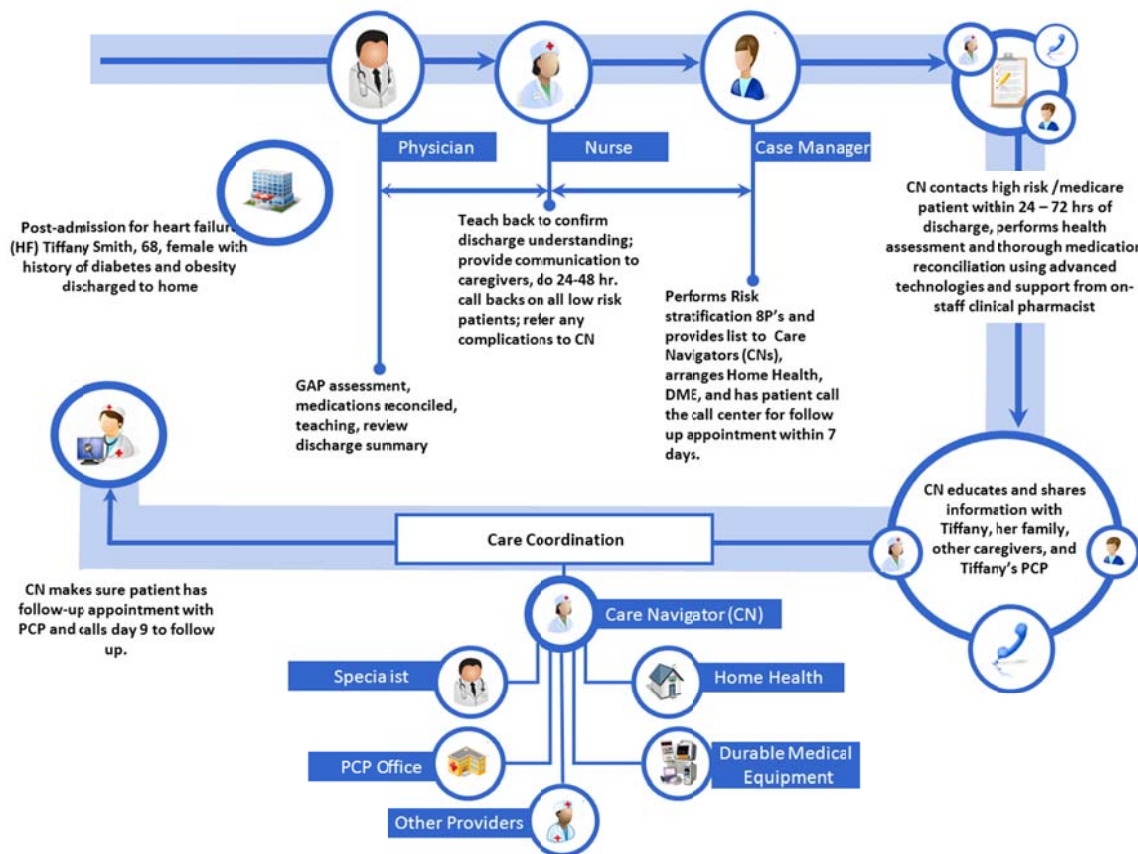 Physician
Nurse
Case Manager
Post-admission for heart failure
(HF) Tiffany Smith, 68, female with
history of diabetes and obesity
discharged to home
GAP assessment,
medications reconciled,
teaching, review
discharge summary
Teach back to confirm
discharge understanding;
provide communication to
caregivers, do 24-48 hr.
call backs on all low risk
patients; refer any
complications to CN
Performs Risk
stratification 8P's and
provides list to Care
Navigators (CNs),
arranges Home Health,
DME, and has patient call
the call center for follow
up appointment within 7
days.
CN contacts high risk /medicare
patient within 24 – 72 hrs of
discharge, performs health
assessment and thorough medication
reconciliation using advanced
technologies and support from on-
staff clinical pharmacist
CN educates and shares
information with
Tiffany, her family,
other caregivers, and
Tiffany's PCP
Care Coordination
CN makes sure patient has
follow-up appointment with
PCP and calls day 9 to follow
up.
Care Navigator (CN)
Specialist
Home Health
PCP Office
Durable Medical
Equipment
Other Providers